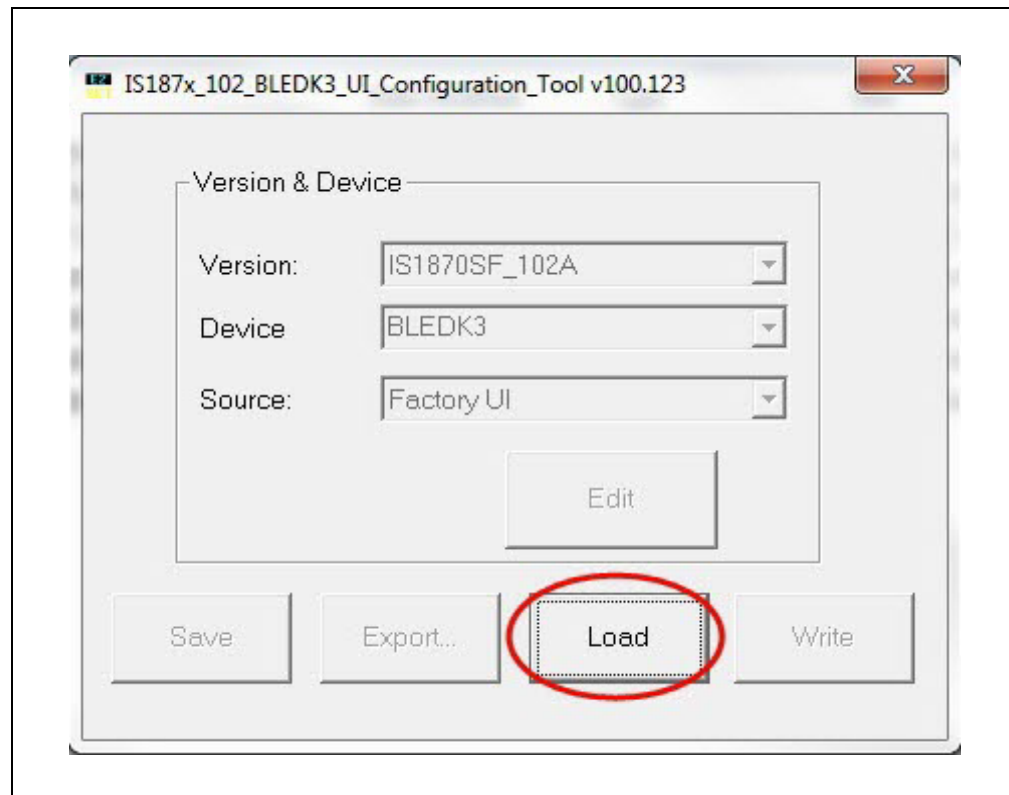 IS187x_102_BLEDK3_UI_Configuration_Tool v100.123
Version & Device
Version: IS1870SF_102A
Device BLEDK3
Source: Factory UI
Edit
Save Export... Load Write